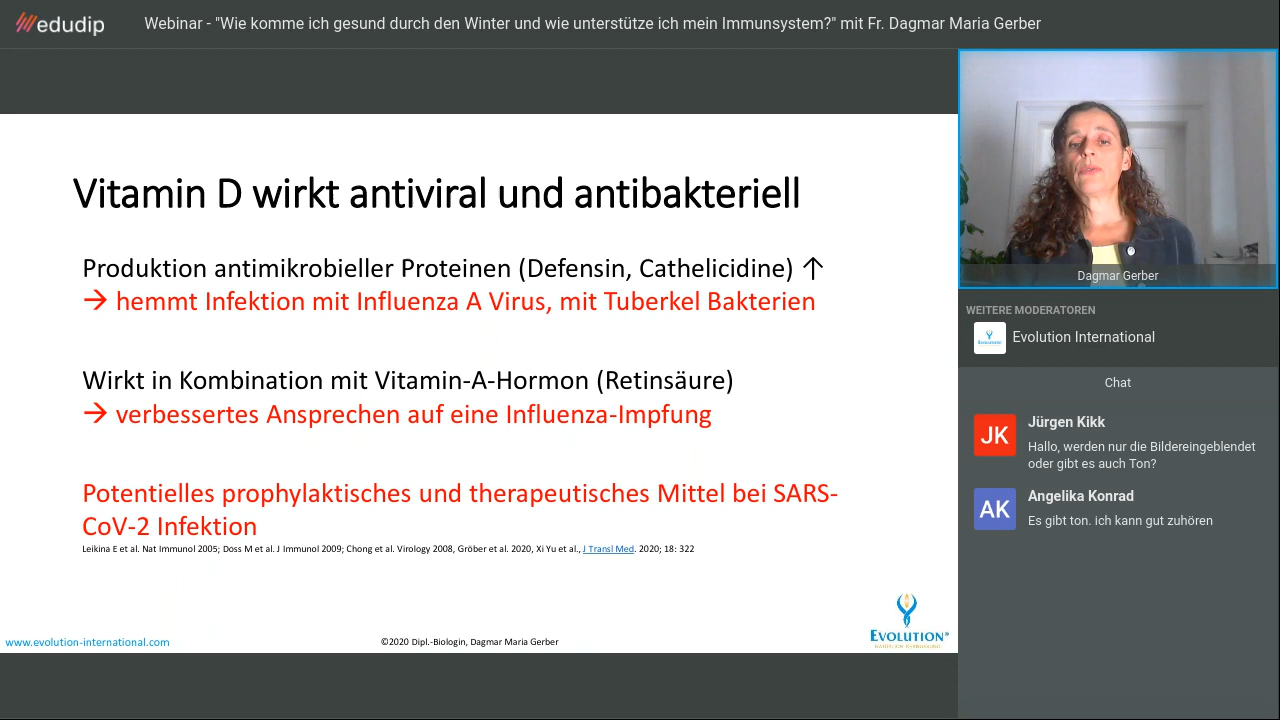 edudip
Webinar - "Wie komme ich gesund durch den Winter und wie unterstütze ich mein Immunsystem?" mit Fr. Dagmar Maria Gerber
Vitamin D wirkt antiviral und antibakteriell
Produktion antimikrobieller Proteinen (Defensin, Cathelicidine) ↑
→ hemmt Infektion mit Influenza A Virus, mit Tuberkel Bakterien
Wirkt in Kombination mit Vitamin-A-Hormon (Retinsäure)
→ verbessertes Ansprechen auf eine Influenza-Impfung
Potentielles prophylaktisches und therapeutisches Mittel bei SARS-
CoV-2 Infektion
Leikina E et al. Nat Immunol 2005; Doss M et al. J Immunol 2009; Chong et al. Virology 2008, Gröber et al. 2020, Xi Yu et al., J Transl Med. 2020; 18: 322
www.evolution-international.com
©2020 Dipl.-Biologin, Dagmar Maria Gerber
EVOLUTION®
Dagmar Gerber
WEITERE MODERATOREN
Evolution International
Chat
JK
Jürgen Kikk
Hallo, werden nur die Bildereingeblendet
oder gibt es auch Ton?
AK
Angelika Konrad
Es gibt ton. ich kann gut zuhören